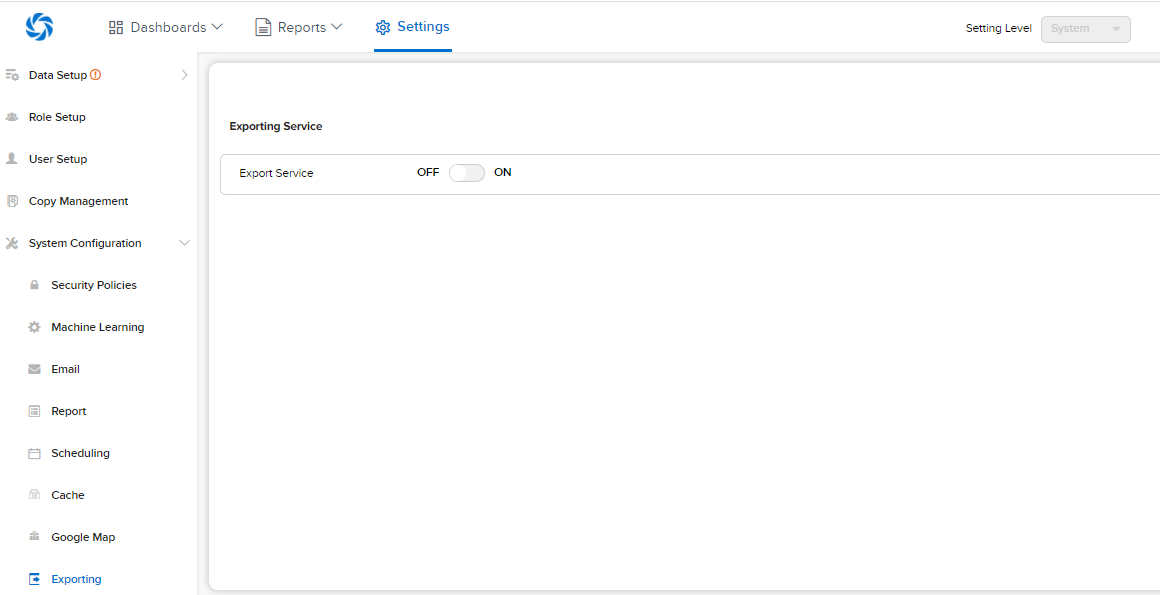 Dashboards
Reports
Settings
Setting Level
System
Data Setup
Role Setup
User Setup
Copy Management
System Configuration
Security Policies
Machine Learning
Email
Report
Scheduling
Cache
Google Map
Exporting
Exporting Service
Export Service OFF ON